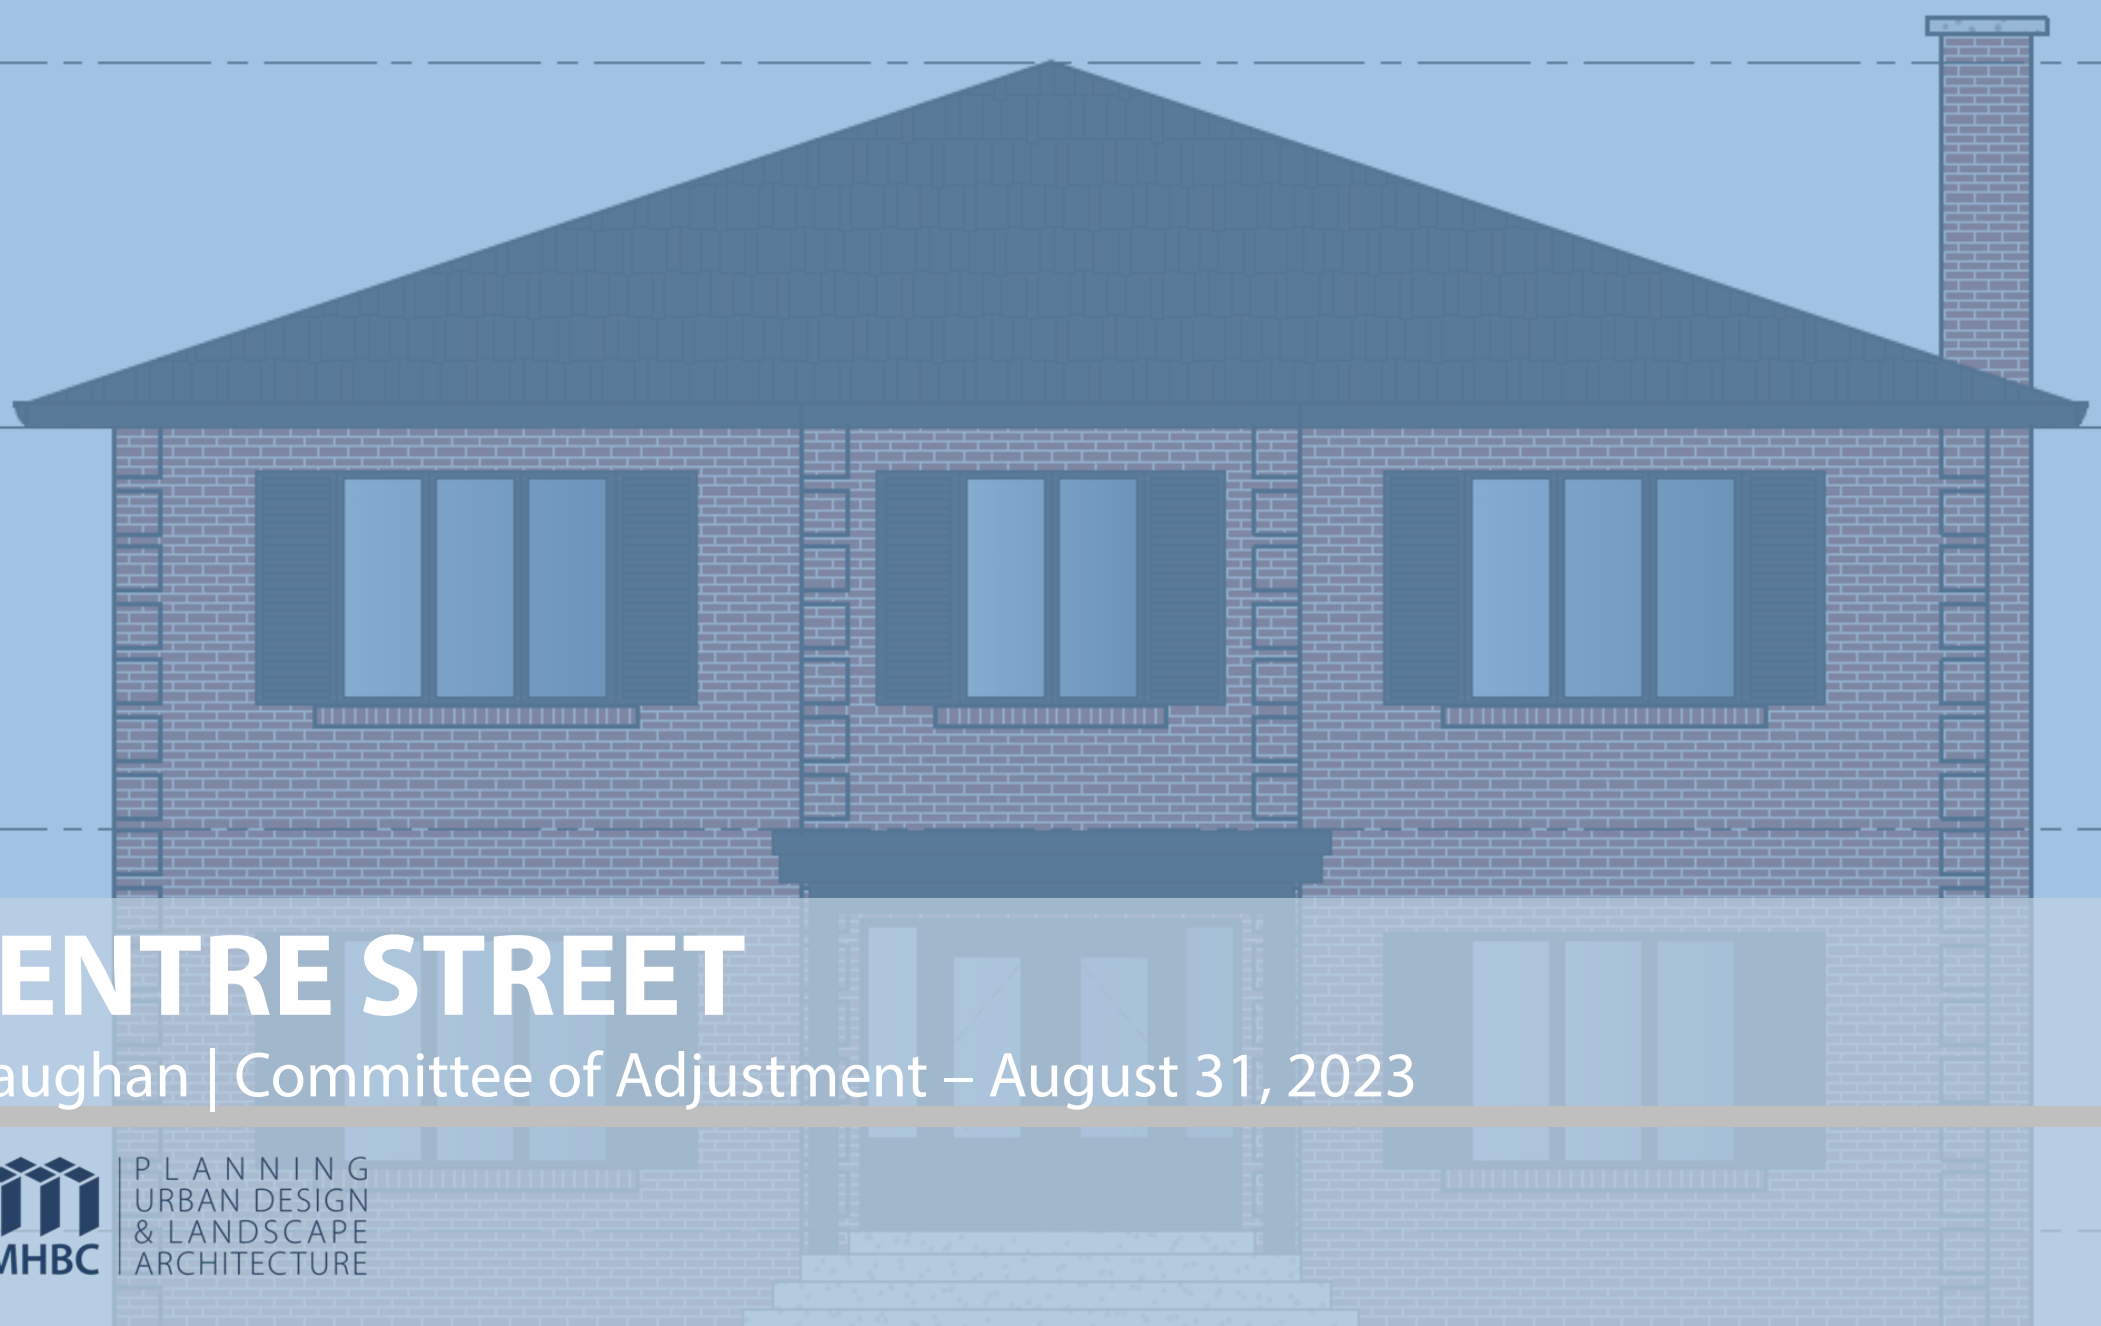 ENTRE STREET
aughan | Committee of Adjustment – August 31, 2023
PLANNING
URBAN DESIGN
& LANDSCAPE
ARCHITECTURE
MHBC